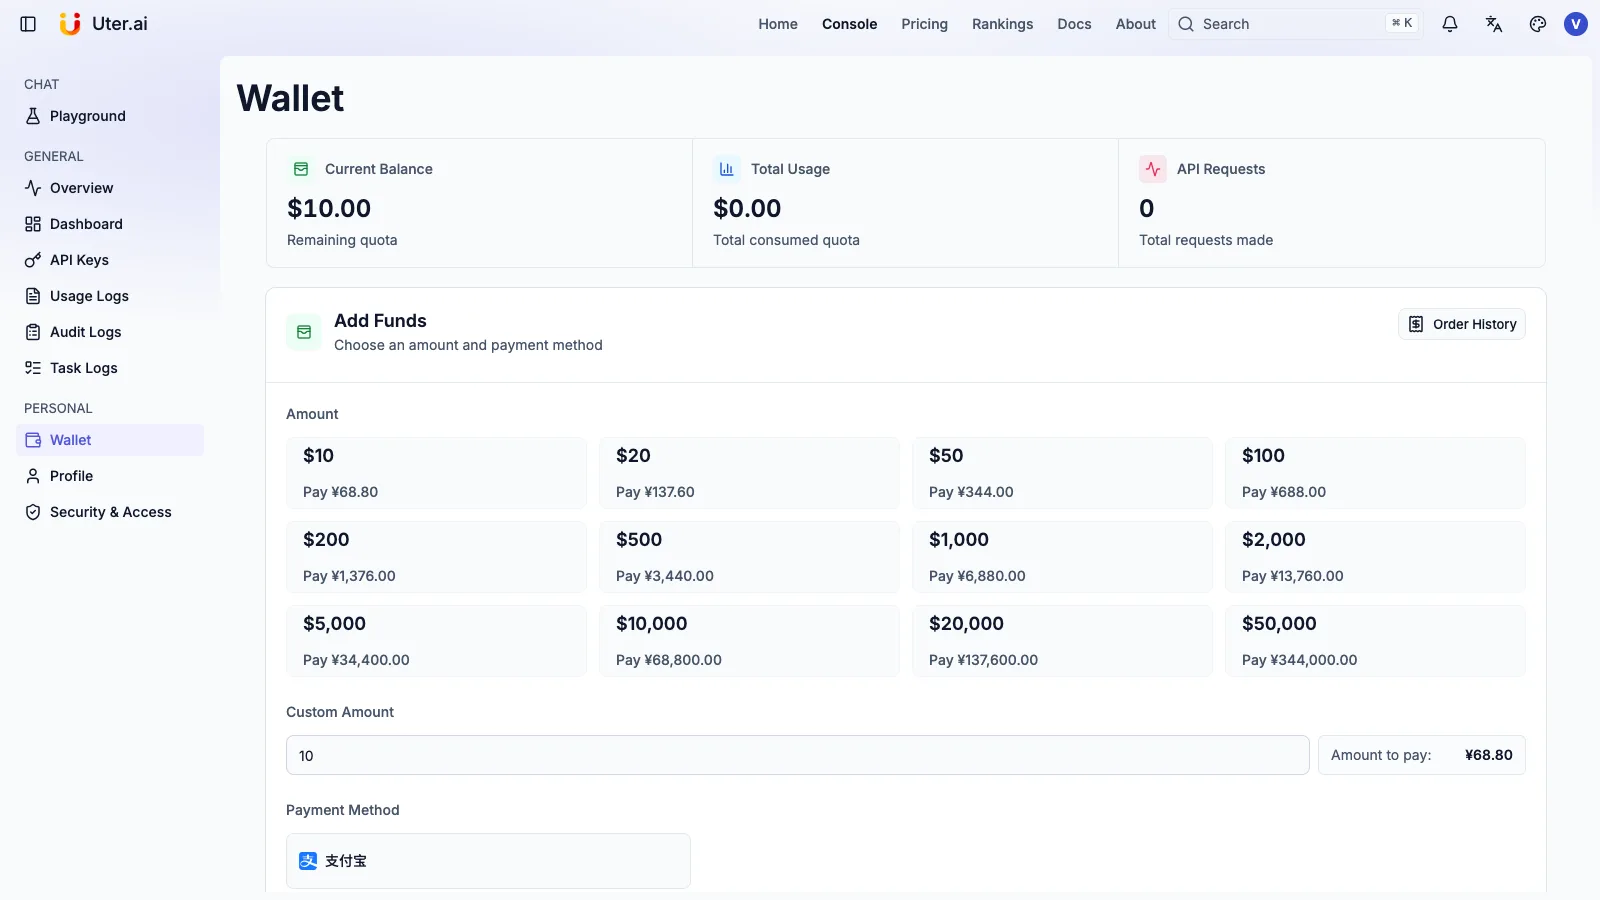 Uter.ai
Home
Console
Pricing
Rankings
Docs
About
Search
⌘ K
V
CHAT
Playground
GENERAL
Overview
Dashboard
API Keys
Usage Logs
Audit Logs
Task Logs
PERSONAL
Wallet
Profile
Security & Access
Wallet
Current Balance
$10.00
Remaining quota
Total Usage
$0.00
Total consumed quota
API Requests
0
Total requests made
Add Funds
Choose an amount and payment method
Order History
Amount
$10
Pay ¥68.80
$20
Pay ¥137.60
$50
Pay ¥344.00
$100
Pay ¥688.00
$200
Pay ¥1,376.00
$500
Pay ¥3,440.00
$1,000
Pay ¥6,880.00
$2,000
Pay ¥13,760.00
$5,000
Pay ¥34,400.00
$10,000
Pay ¥68,800.00
$20,000
Pay ¥137,600.00
$50,000
Pay ¥344,000.00
Custom Amount
10
Amount to pay: ¥68.80
Payment Method
支 支付宝